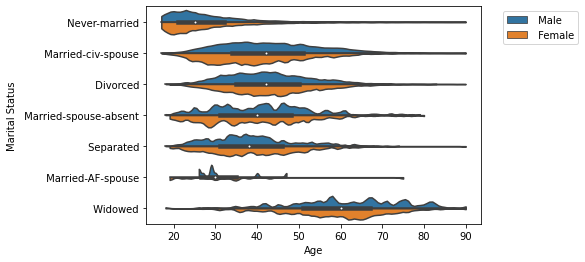 Never-married
Married-civ-spouse
Divorced
Married-spouse-absent
Separated
Married-AF-spouse
Widowed
Marital Status
20 30 40 50 60 70 80 90
Age
Male
Female